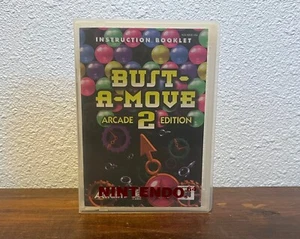 INSTRUCTION BOOKLET
BUST-
A-MOVE
ARCADE 2 EDITION
NINTENDO